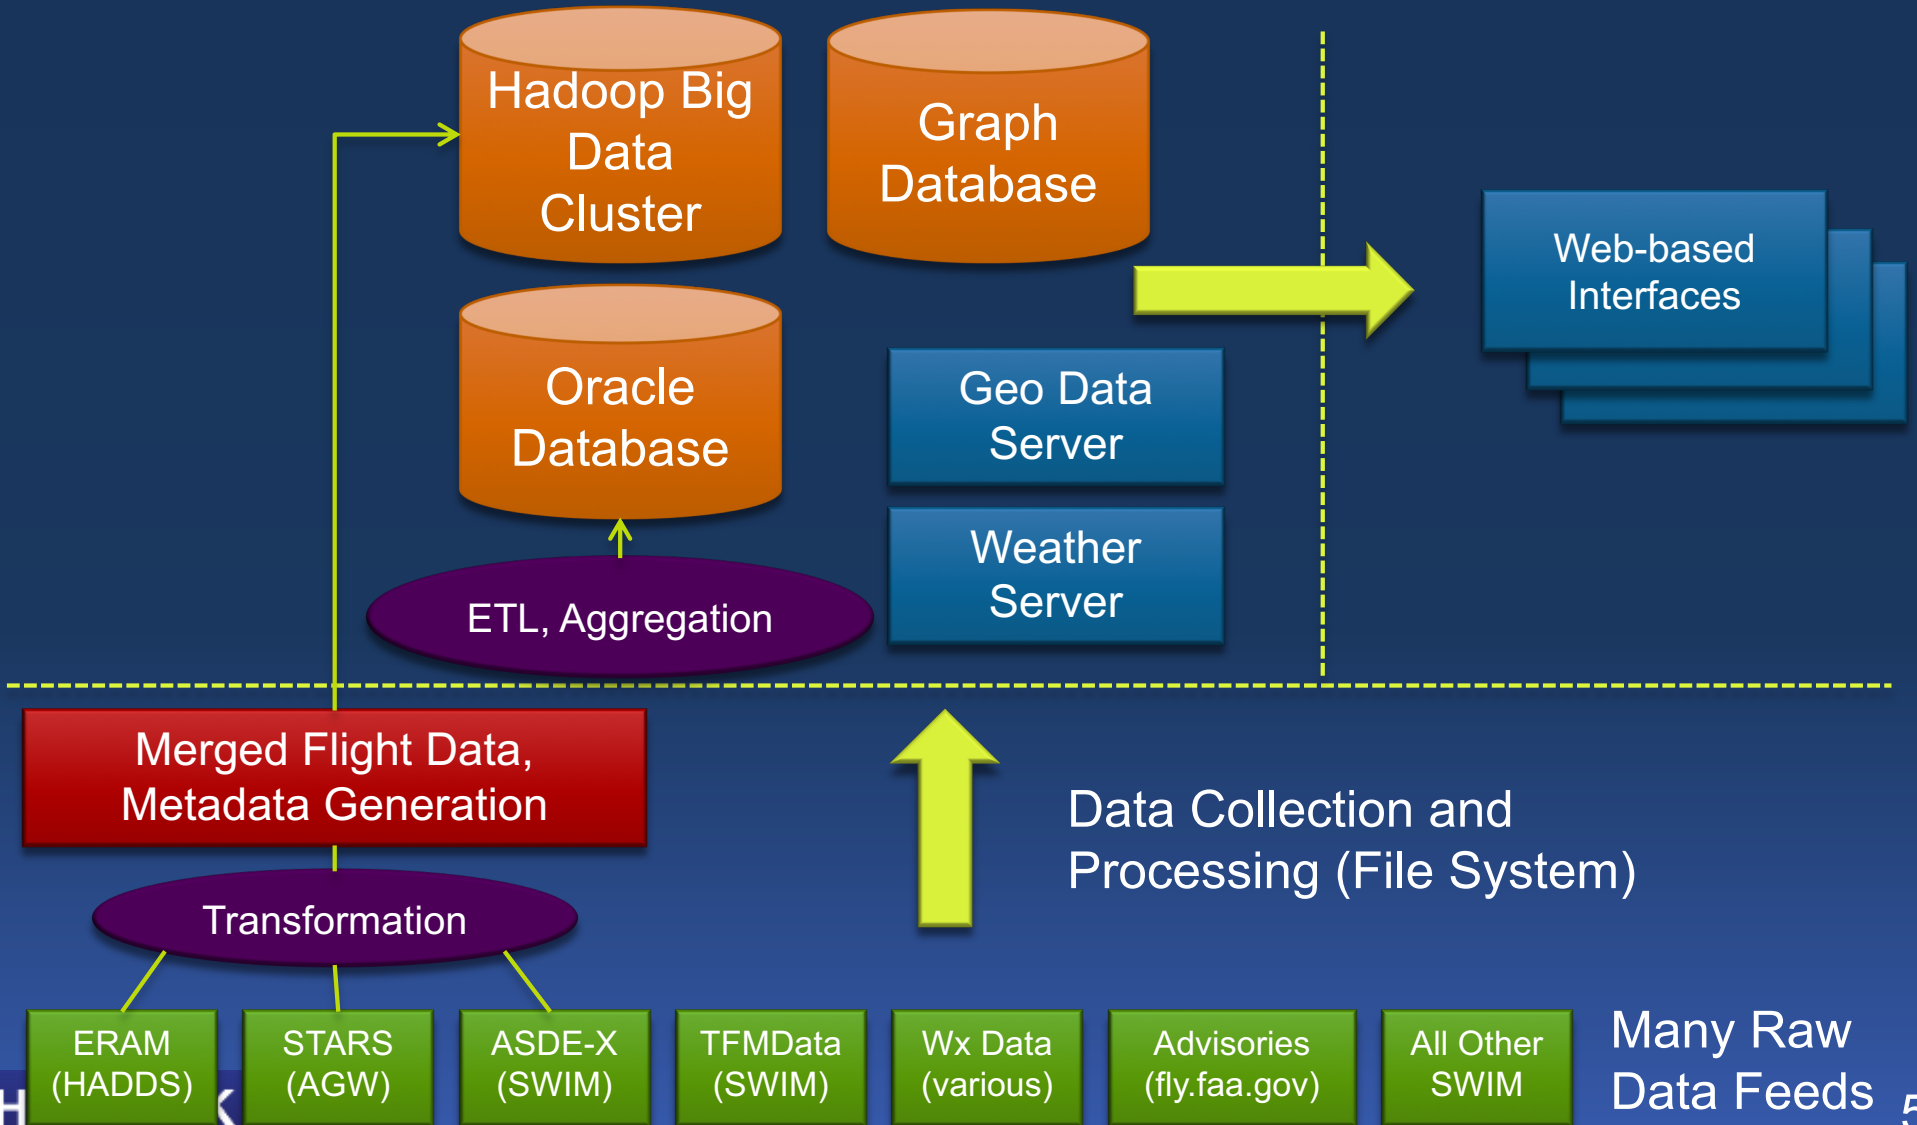 Hadoop Big
Data
Cluster
Graph
Database
Web-based
Interfaces
Oracle
Database
Geo Data
Server
Weather
Server
ETL, Aggregation
Merged Flight Data,
Metadata Generation
Data Collection and
Processing (File System)
Transformation
ERAM
(HADDS)
STARS
(AGW)
ASDE-X
(SWIM)
TFMData
(SWIM)
Wx Data
(various)
Advisories
(fly.faa.gov)
All Other
SWIM
Many Raw
Data Feeds